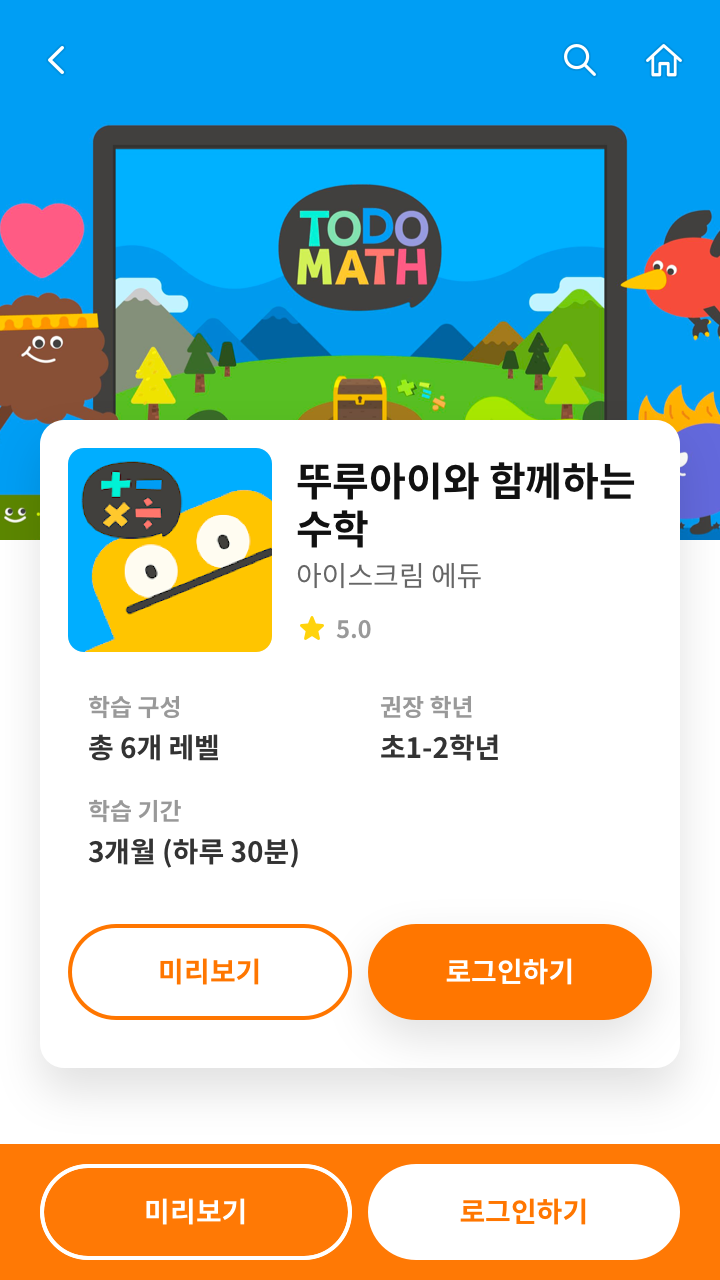 TODO
MATH
뚜루아이와 함께하는
수학
아이스크림 에듀
5.0
학습 구성
권장 학년
총 6개 레벨
초1-2학년
학습 기간
3개월 (하루 30분)
미리보기
로그인하기
미리보기
로그인하기